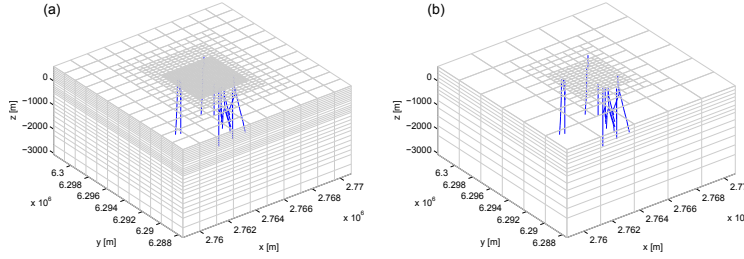 (a)
(b)
z [m]
0
−1000
−2000
−3000
6.3
6.298
6.296
6.294
6.292
6.29
6.288
x 10⁶
y [m]
2.76
2.762
2.764
2.766
2.768
2.77
x 10⁶
x [m]
z [m]
0
−1000
−2000
−3000
6.3
6.298
6.296
6.294
6.292
6.29
6.288
x 10⁶
y [m]
2.76
2.762
2.764
2.766
2.768
2.77
x 10
x [m]